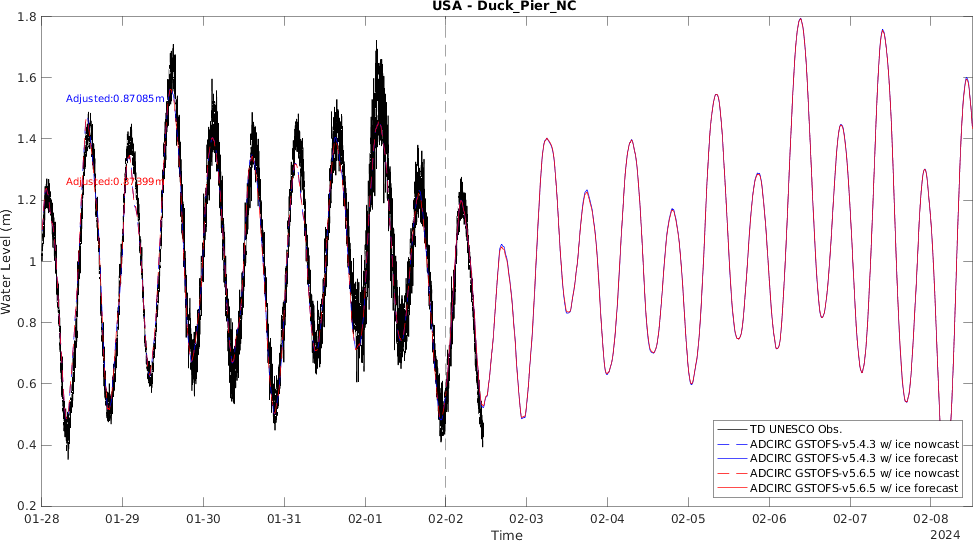 USA - Duck_Pier_NC
1.8
1.6
1.4
1.2
1
0.8
0.6
0.4
0.2
Water Level (m)
Adjusted:0.87085m
Adjusted:0.87399m
TD UNESCO Obs.
ADCIRC GSTOFS-v5.4.3 w/ ice nowcast
ADCIRC GSTOFS-v5.4.3 w/ ice forecast
ADCIRC GSTOFS-v5.6.5 w/ ice nowcast
ADCIRC GSTOFS-v5.6.5 w/ ice forecast
01-28 01-29 01-30 01-31 02-01 02-02 02-03 02-04 02-05 02-06 02-07 02-08
Time
2024